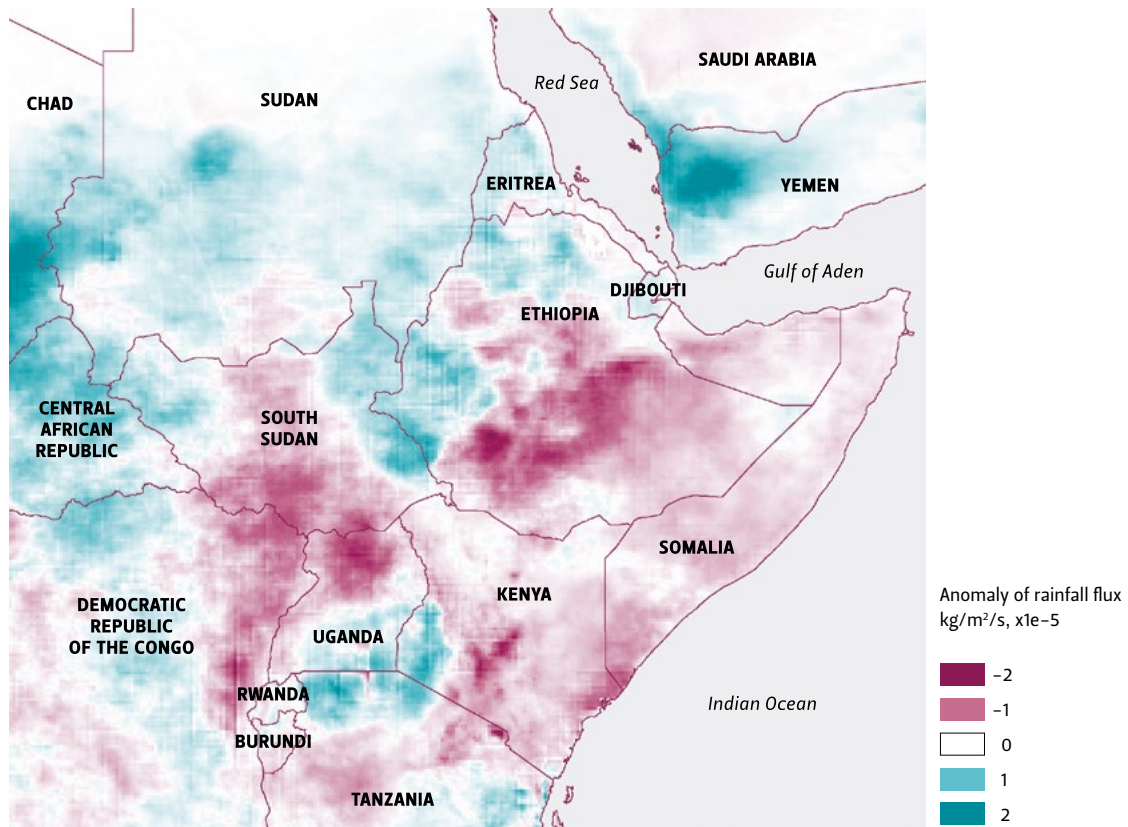 SAUDI ARABIA
Red Sea
CHAD
SUDAN
ERITREA
YEMEN
Gulf of Aden
DJIBOUTI
ETHIOPIA
CENTRAL
AFRICAN
REPUBLIC
SOUTH
SUDAN
SOMALIA
KENYA
DEMOCRATIC
REPUBLIC
OF THE CONGO
UGANDA
RWANDA
BURUNDI
Indian Ocean
TANZANIA
Anomaly of rainfall flux
kg/m²/s, x1e–5
–2
–1
0
1
2